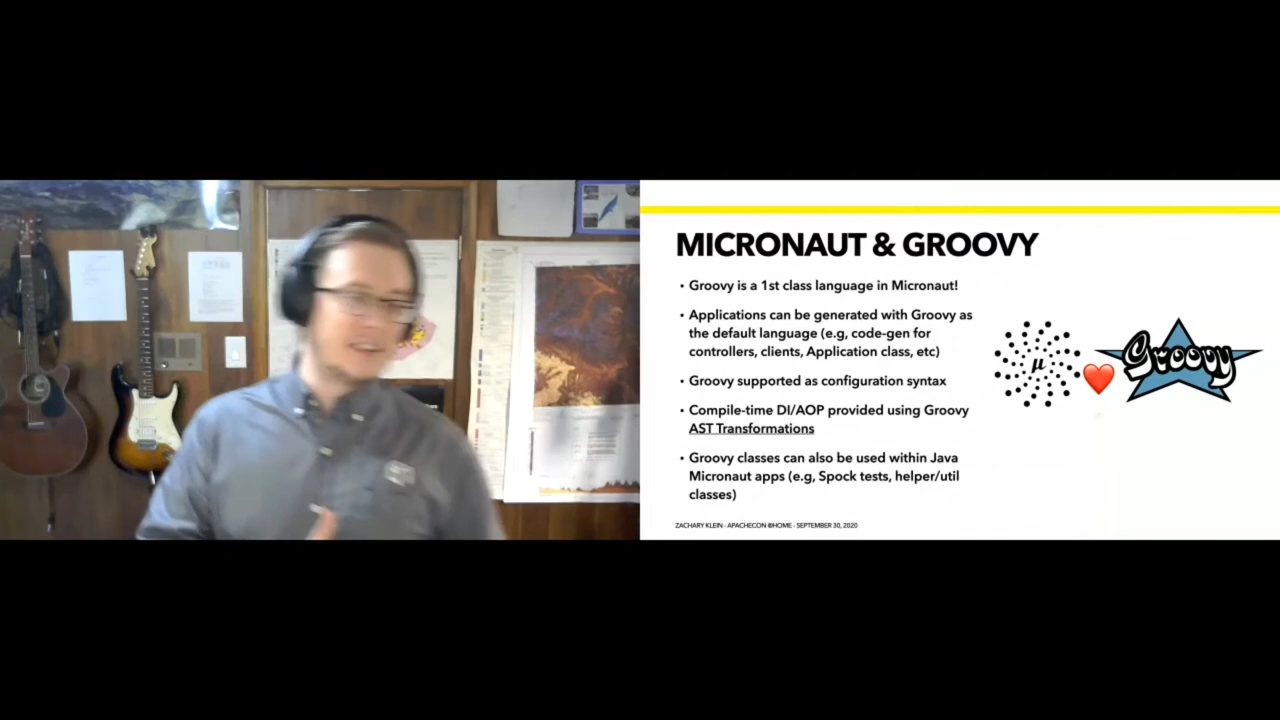 MICRONAUT & GROOVY
• Groovy is a 1st class language in Micronaut!
• Applications can be generated with Groovy as
the default language (e.g, code-gen for
controllers, clients, Application class, etc)
• Groovy supported as configuration syntax
• Compile-time DI/AOP provided using Groovy
AST Transformations
• Groovy classes can also be used within Java
Micronaut apps (e.g, Spock tests, helper/util
classes)
μ
Groovy
ZACHARY KLEIN - APACHECON @HOME - SEPTEMBER 30, 2020